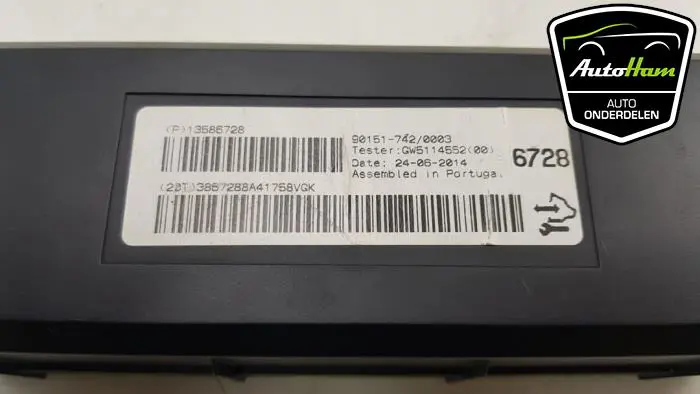 AutoHam
AUTO
ONDERDELEN
(P)13586728
90151-742/0003
Tester:GW5114552(00)
Date: 24-06-2014
Assembled in Portugal
6728
(20T)3867288A41758VGK